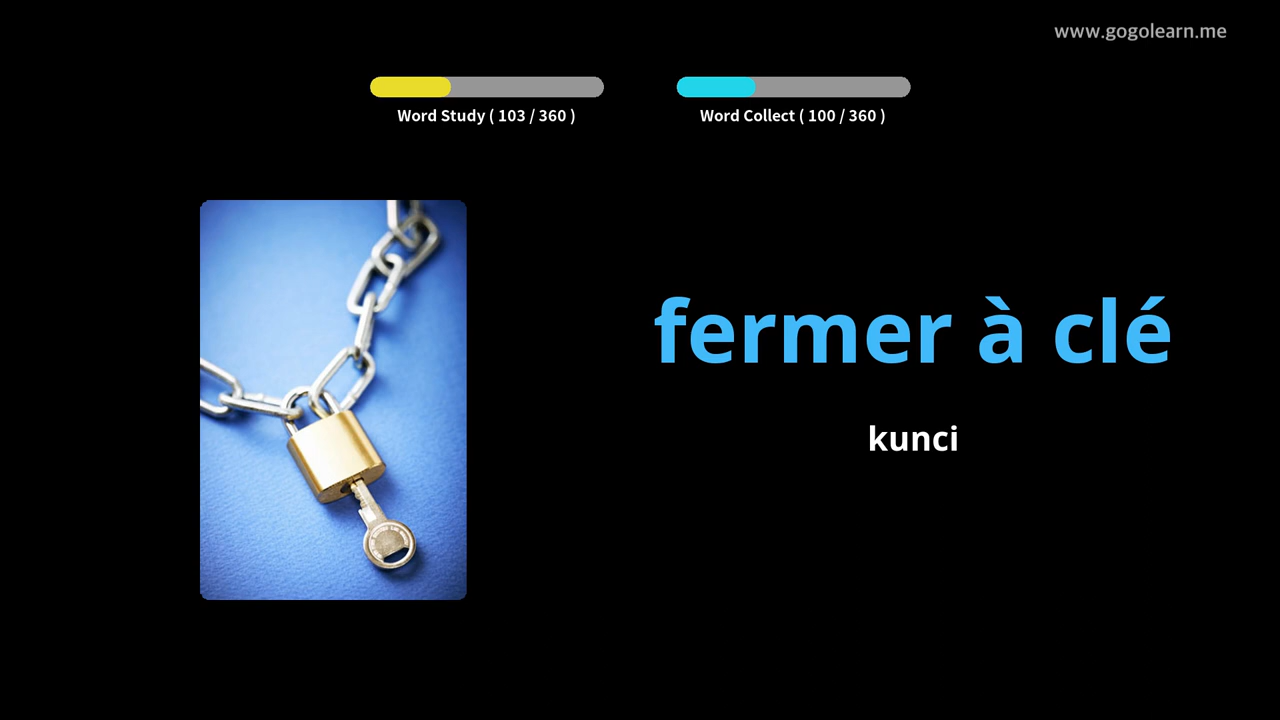 www.gogolearn.me
Word Study ( 103 / 360 )
Word Collect ( 100 / 360 )
fermer à clé
kunci